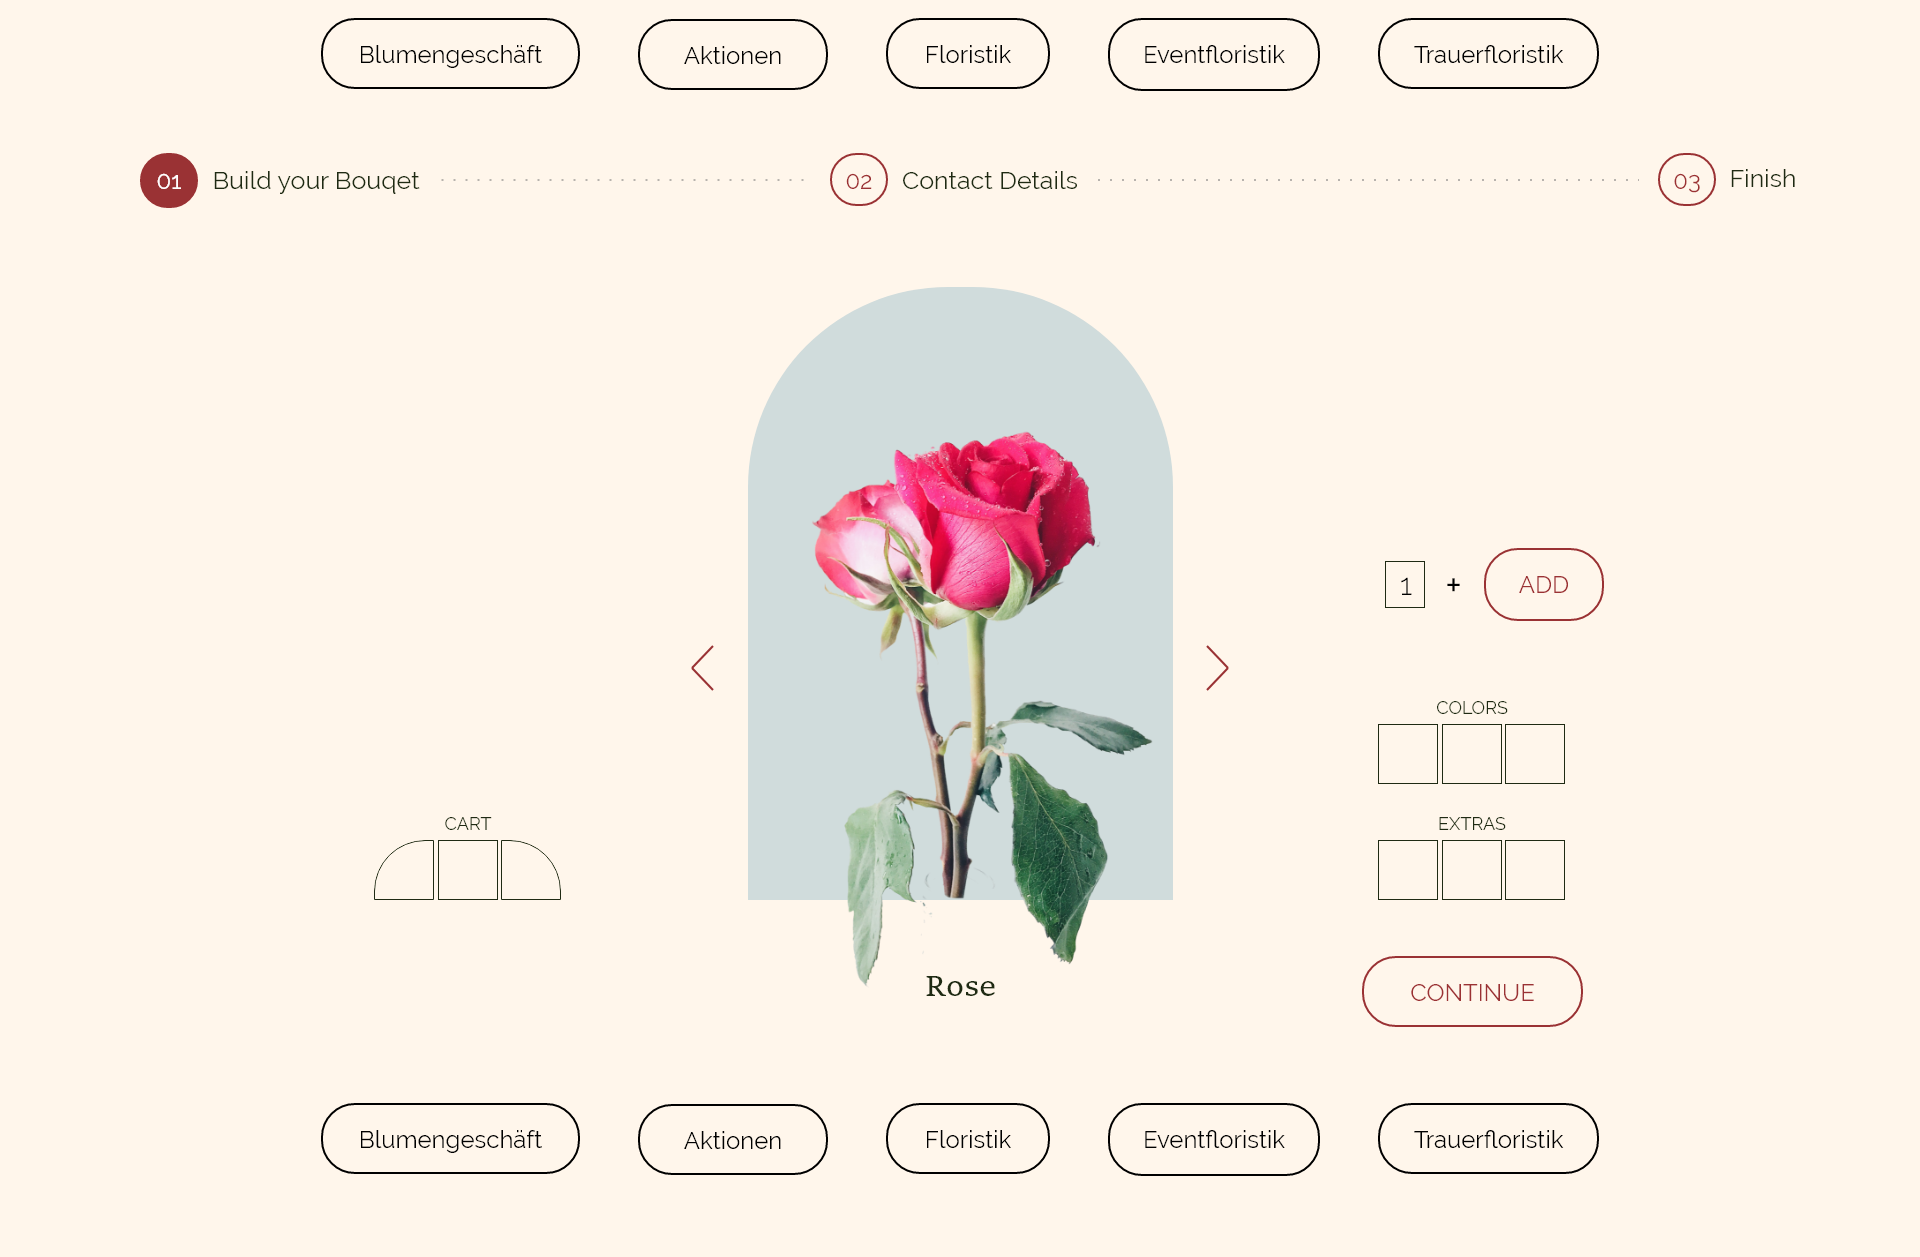 Blumengeschäft
Aktionen
Floristik
Eventfloristik
Trauerfloristik
01 Build your Bouqet
02 Contact Details
03 Finish
1 + ADD
COLORS
CART
EXTRAS
Rose
CONTINUE
Blumengeschäft
Aktionen
Floristik
Eventfloristik
Trauerfloristik